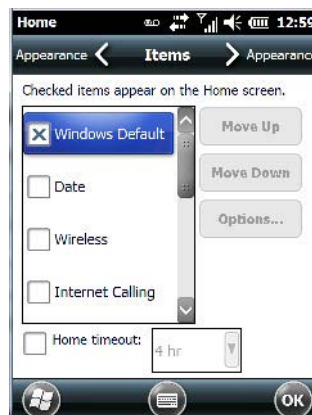 Home 12:59
Appearance Items Appearance
Checked items appear on the Home screen.
Windows Default
Move Up
Date
Move Down
Wireless
Options...
Internet Calling
Home timeout:
4 hr
OK